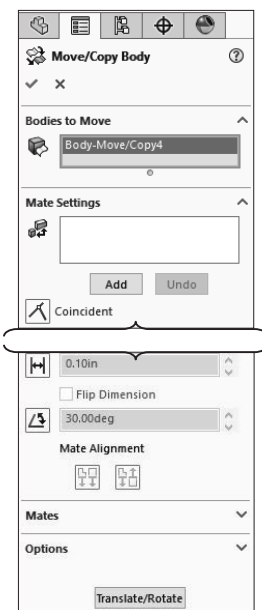 Move/Copy Body
Bodies to Move
Body-Move/Copy4
Mate Settings
Add Undo
Coincident
0.10in
Flip Dimension
30.00deg
Mate Alignment
Mates
Options
Translate/Rotate